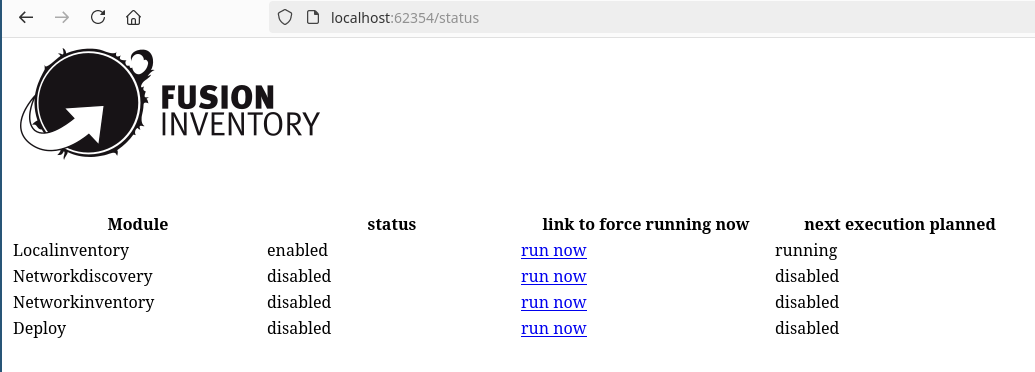 localhost:62354/status
FUSION
INVENTORY
Module status link to force running now next execution planned
Localinventory enabled run now running
Networkdiscovery disabled run now disabled
Networkinventory disabled run now disabled
Deploy disabled run now disabled